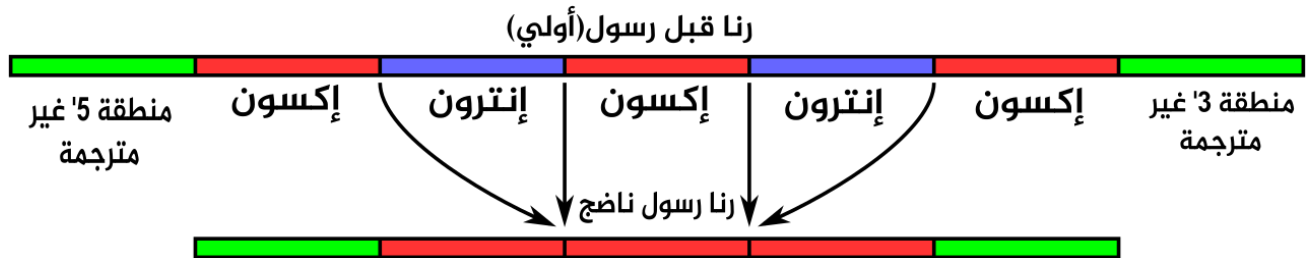 رنا قبل رسول(أولي)
منطقة 3' غير
مترجمة
إكسون
إنترون
إكسون
إنترون
إكسون
منطقة 5' غير
مترجمة
رنا رسول ناضج